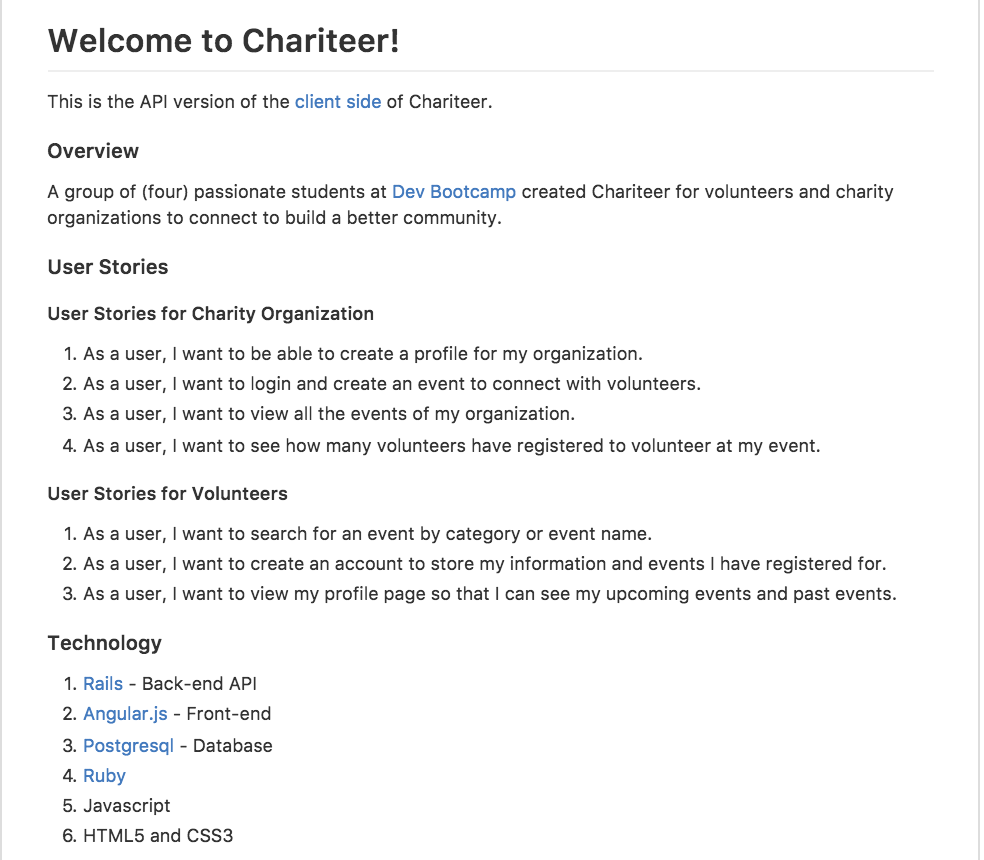 Welcome to Chariteer!
This is the API version of the client side of Chariteer.
Overview
A group of (four) passionate students at Dev Bootcamp created Chariteer for volunteers and charity
organizations to connect to build a better community.
User Stories
User Stories for Charity Organization
1. As a user, I want to be able to create a profile for my organization.
2. As a user, I want to login and create an event to connect with volunteers.
3. As a user, I want to view all the events of my organization.
4. As a user, I want to see how many volunteers have registered to volunteer at my event.
User Stories for Volunteers
1. As a user, I want to search for an event by category or event name.
2. As a user, I want to create an account to store my information and events I have registered for.
3. As a user, I want to view my profile page so that I can see my upcoming events and past events.
Technology
1. Rails - Back-end API
2. Angular.js - Front-end
3. Postgresql - Database
4. Ruby
5. Javascript
6. HTML5 and CSS3